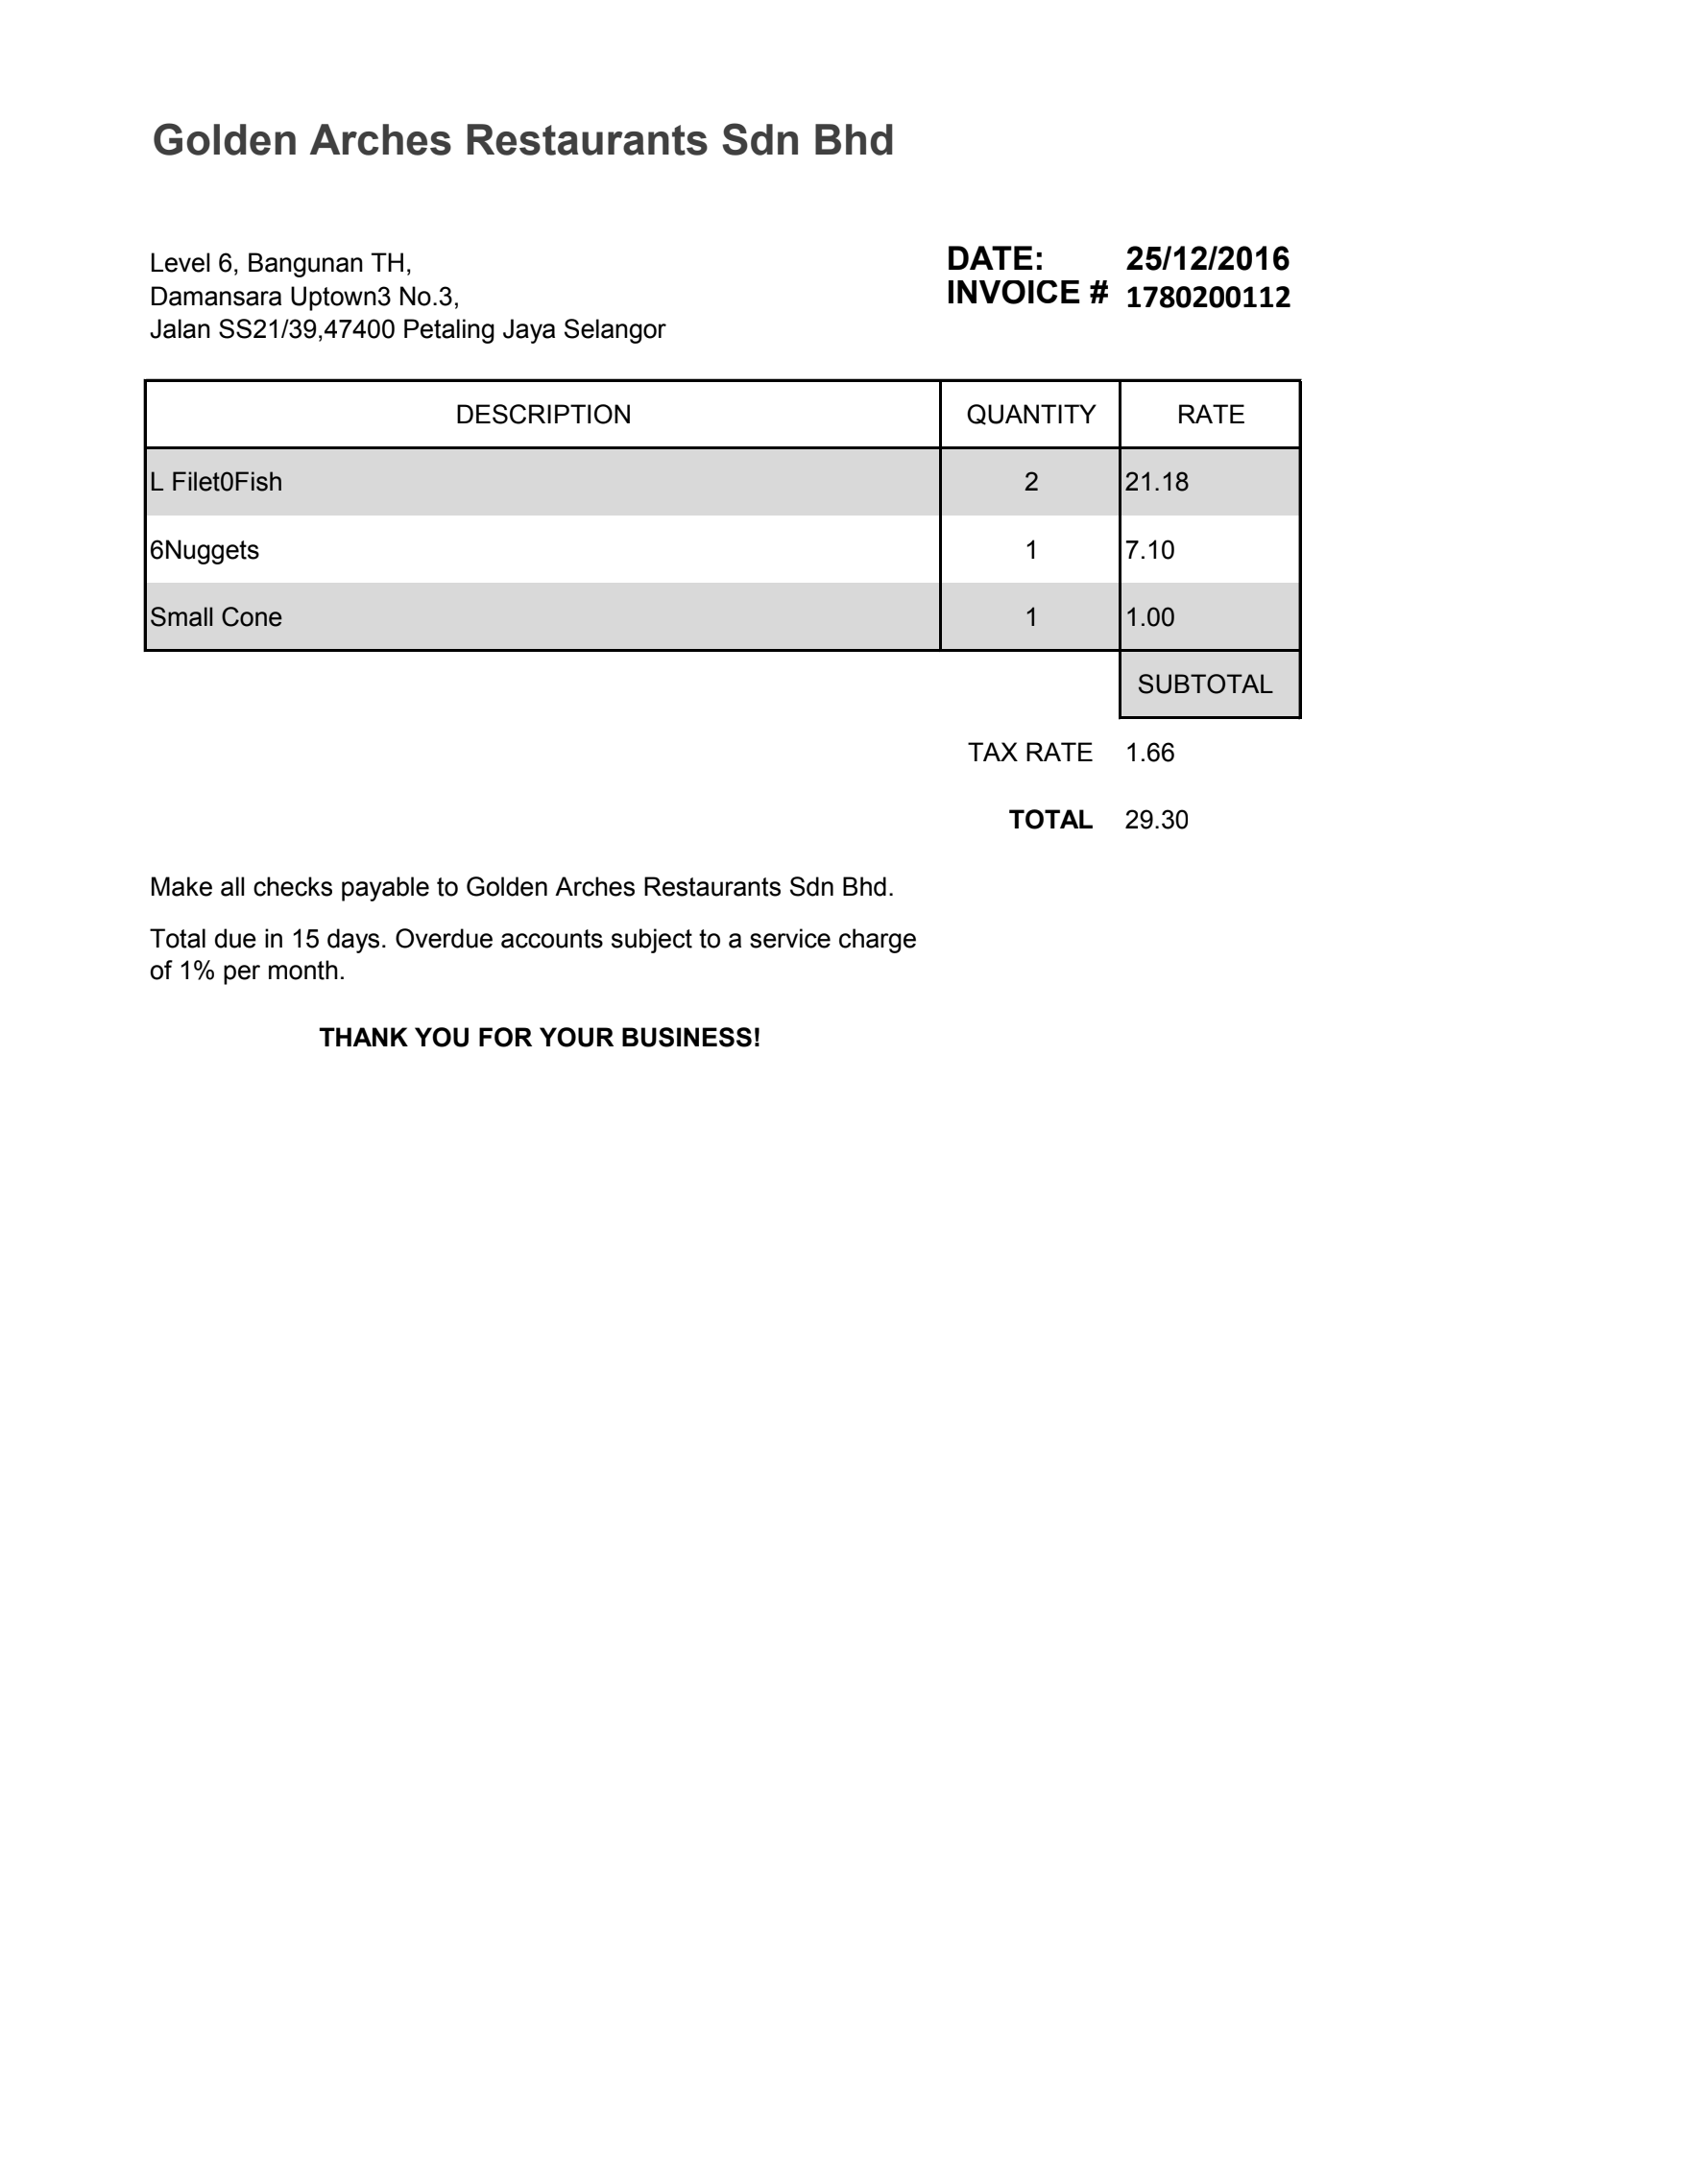 Golden Arches Restaurants Sdn Bhd
Level 6, Bangunan TH,
Damansara Uptown3 No.3,
Jalan SS21/39,47400 Petaling Jaya Selangor
DATE: 25/12/2016
INVOICE # 1780200112
DESCRIPTION QUANTITY RATE
L Filet0Fish 2 21.18
6Nuggets 1 7.10
Small Cone 1 1.00
SUBTOTAL
TAX RATE 1.66
TOTAL 29.30
Make all checks payable to Golden Arches Restaurants Sdn Bhd.
Total due in 15 days. Overdue accounts subject to a service charge
of 1% per month.
THANK YOU FOR YOUR BUSINESS!